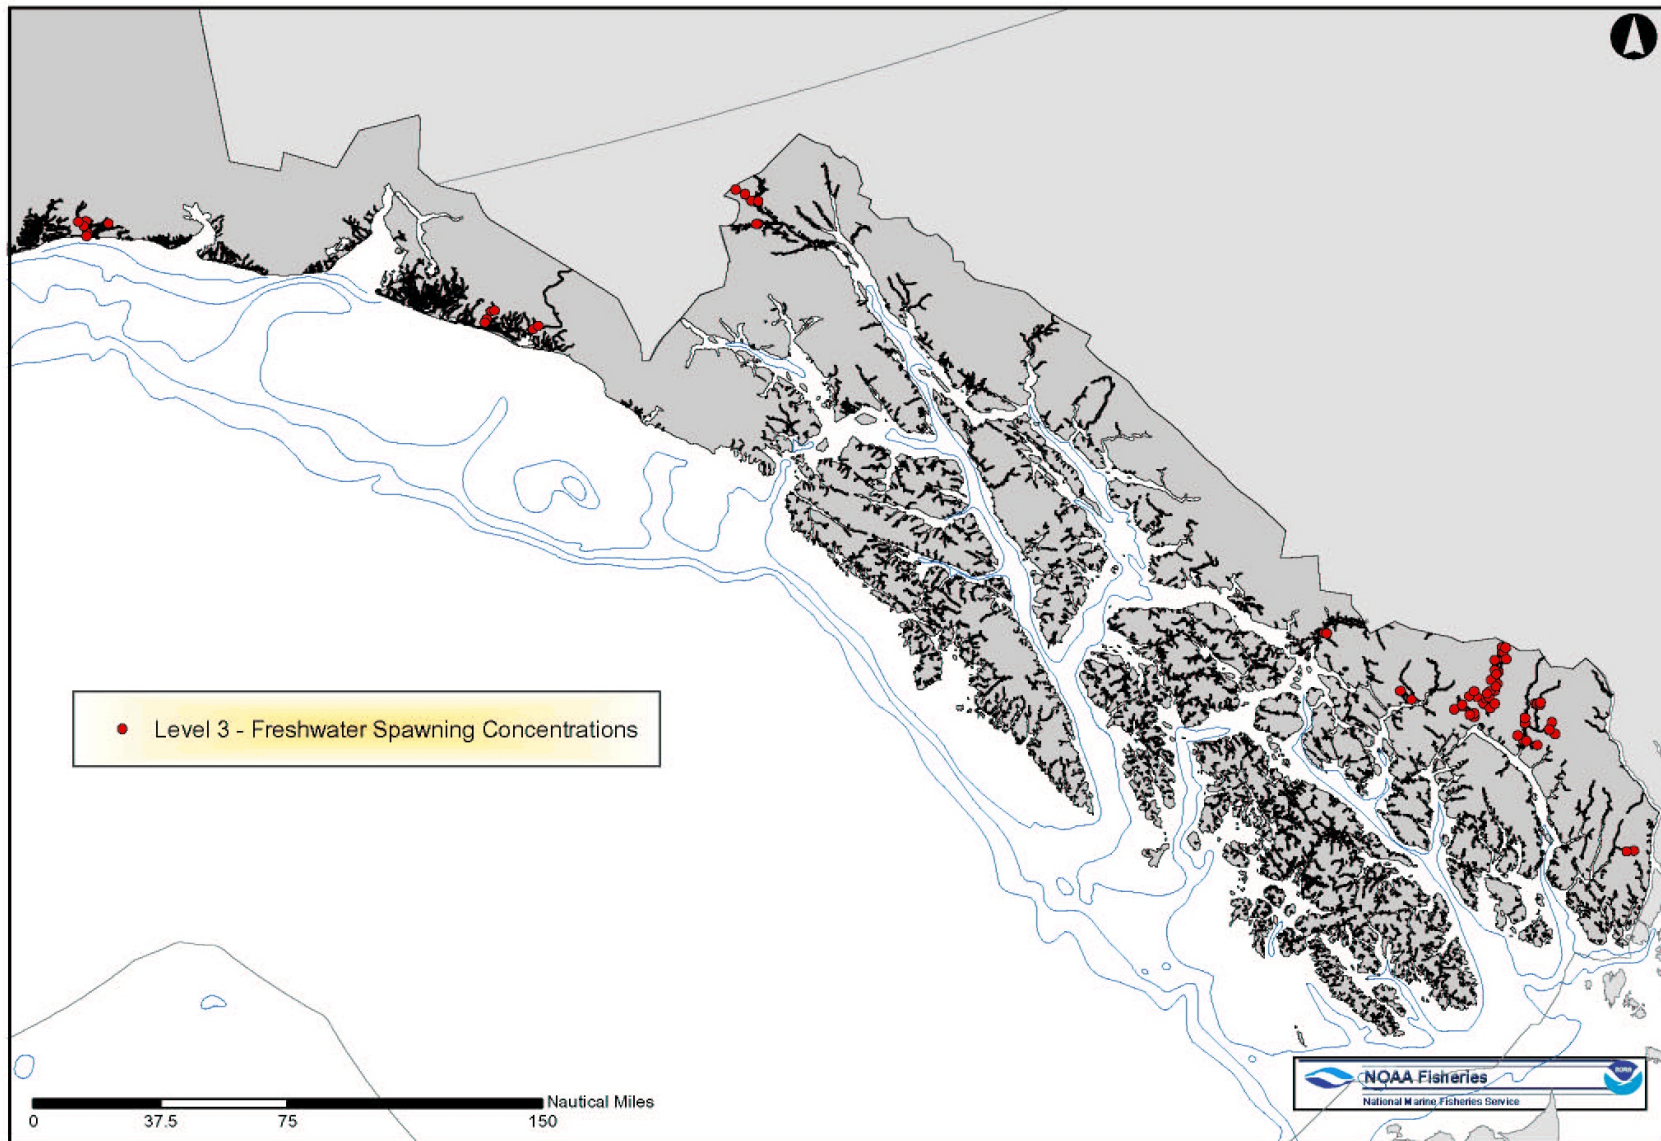 Level 3 - Freshwater Spawning Concentrations
Nautical Miles
0 37.5 75 150
NOAA Fisheries
National Marine Fisheries Service